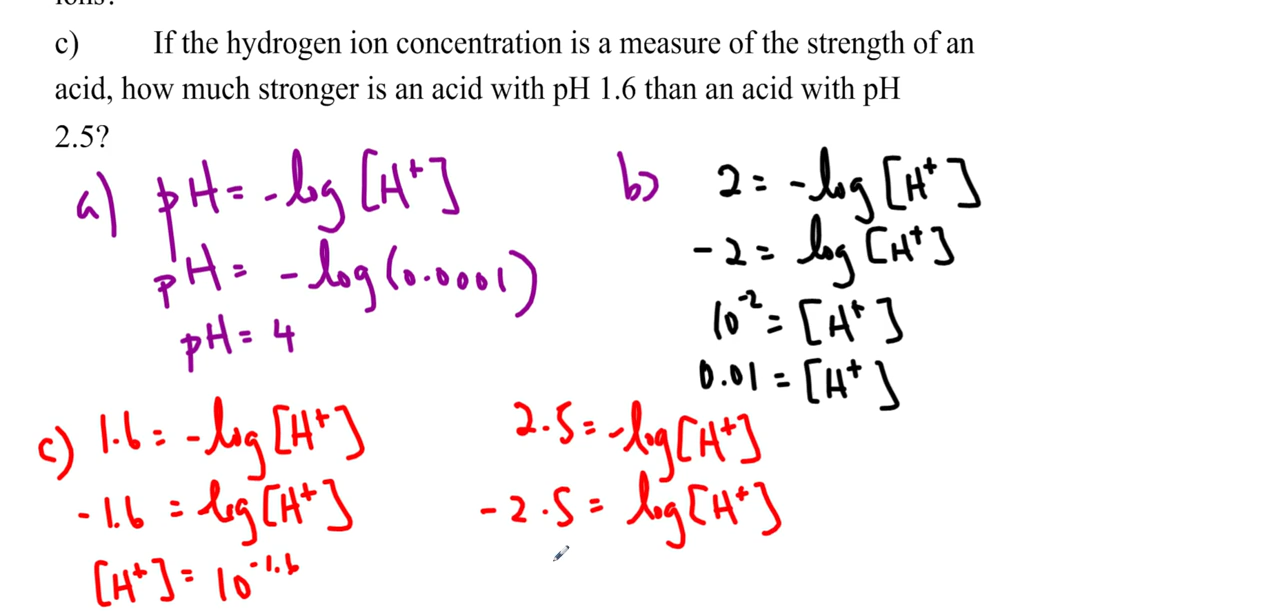 c) If the hydrogen ion concentration is a measure of the strength of an
acid, how much stronger is an acid with pH 1.6 than an acid with pH
2.5?
a) pH = -log [H⁺]
pH = -log(0.0001)
pH = 4
b) 2 = -log [H⁺]
-2 = log [H⁺]
10⁻² = [H⁺]
0.01 = [H⁺]
c) 1.6 = -log [H⁺]
-1.6 = log [H⁺]
[H⁺] = 10⁻¹·⁶
2.5 = -log [H⁺]
-2.5 = log [H⁺]